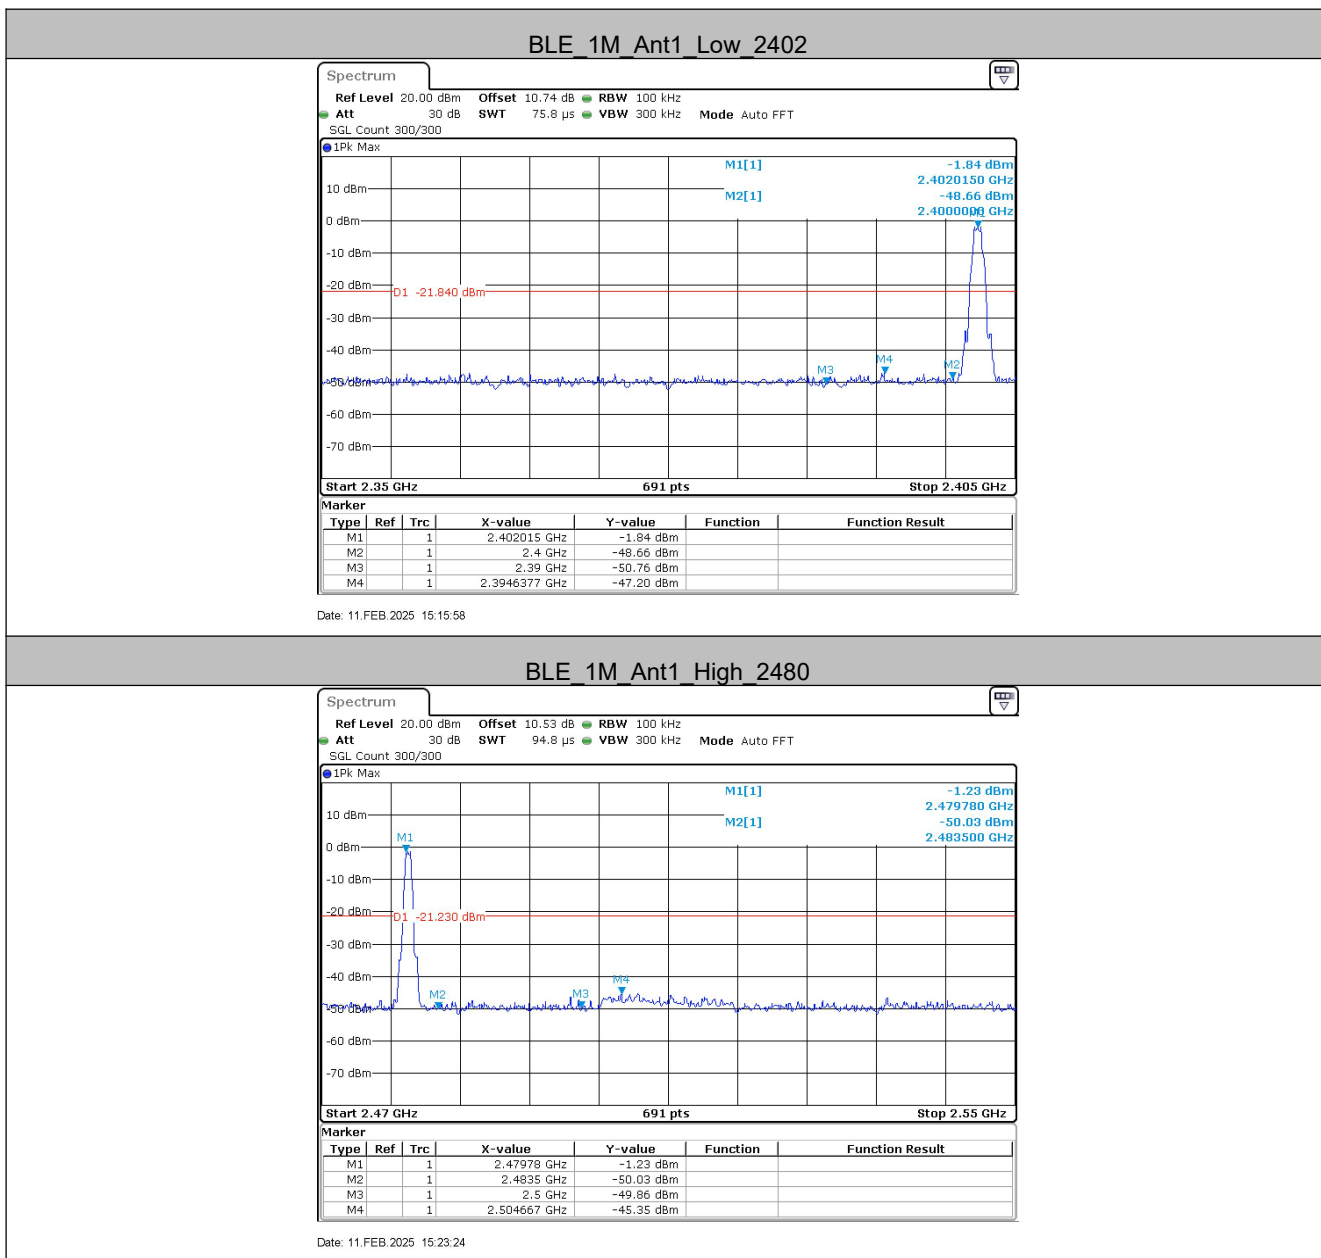 BLE_1M_Ant1_Low_2402
Spectrum
Ref Level 20.00 dBm Offset 10.74 dB RBW 100 kHz
Att 30 dB SWT 75.8 µs VBW 300 kHz Mode Auto FFT
SGL Count 300/300
1Pk Max
M1[1] -1.84 dBm
2.4020150 GHz
10 dBm
M2[1] -48.66 dBm
2.4000000 GHz
M1
0 dBm
-10 dBm
-20 dBm
D1 -21.840 dBm
-30 dBm
-40 dBm
M3 M4 M2
-50 dBm
-60 dBm
-70 dBm
Start 2.35 GHz 691 pts Stop 2.405 GHz
Marker
Type Ref Trc X-value Y-value Function Function Result
M1 1 2.402015 GHz -1.84 dBm
M2 1 2.4 GHz -48.66 dBm
M3 1 2.39 GHz -50.76 dBm
M4 1 2.3946377 GHz -47.20 dBm
Date: 11.FEB.2025 15:15:58
BLE_1M_Ant1_High_2480
Spectrum
Ref Level 20.00 dBm Offset 10.53 dB RBW 100 kHz
Att 30 dB SWT 94.8 µs VBW 300 kHz Mode Auto FFT
SGL Count 300/300
1Pk Max
M1[1] -1.23 dBm
2.479780 GHz
10 dBm
M2[1] -50.03 dBm
2.483500 GHz
M1
0 dBm
-10 dBm
-20 dBm
D1 -21.230 dBm
-30 dBm
-40 dBm
M2 M3 M4
-50 dBm
-60 dBm
-70 dBm
Start 2.47 GHz 691 pts Stop 2.55 GHz
Marker
Type Ref Trc X-value Y-value Function Function Result
M1 1 2.47978 GHz -1.23 dBm
M2 1 2.4835 GHz -50.03 dBm
M3 1 2.5 GHz -49.86 dBm
M4 1 2.504667 GHz -45.35 dBm
Date: 11.FEB.2025 15:23:24